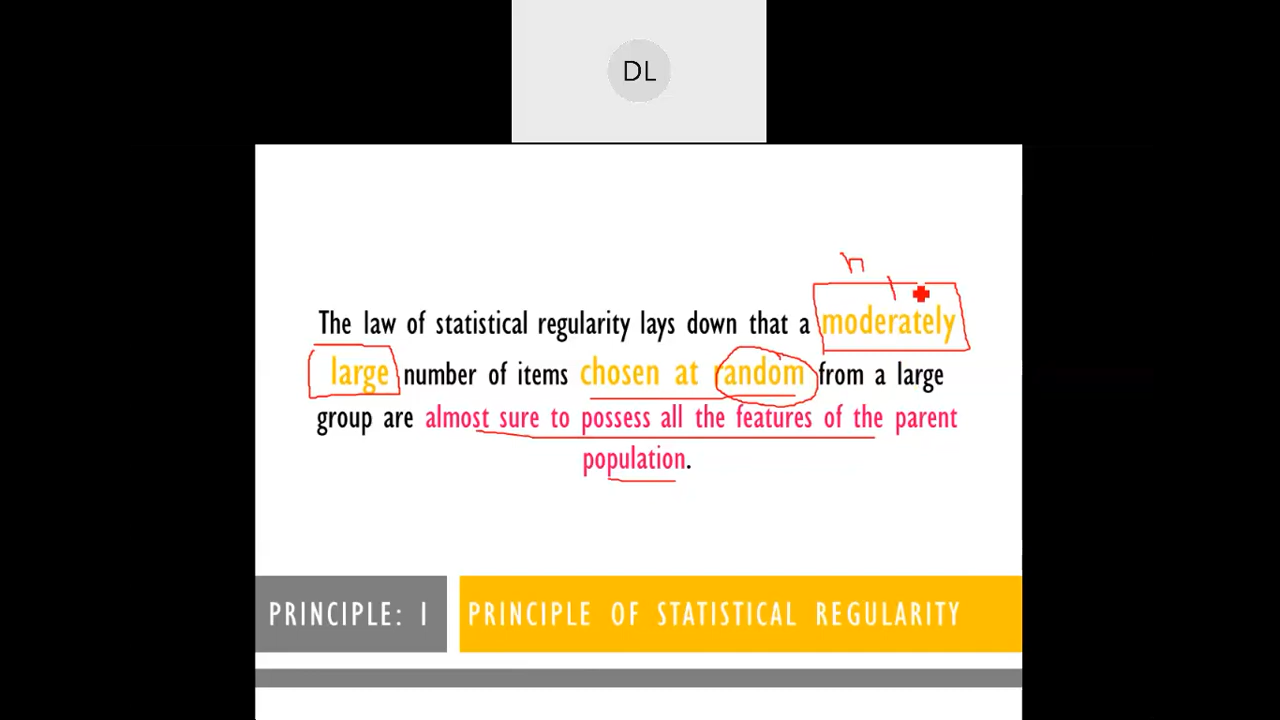 DL
n
The law of statistical regularity lays down that a moderately
large number of items chosen at random from a large
group are almost sure to possess all the features of the parent
population.
PRINCIPLE: I PRINCIPLE OF STATISTICAL REGULARITY